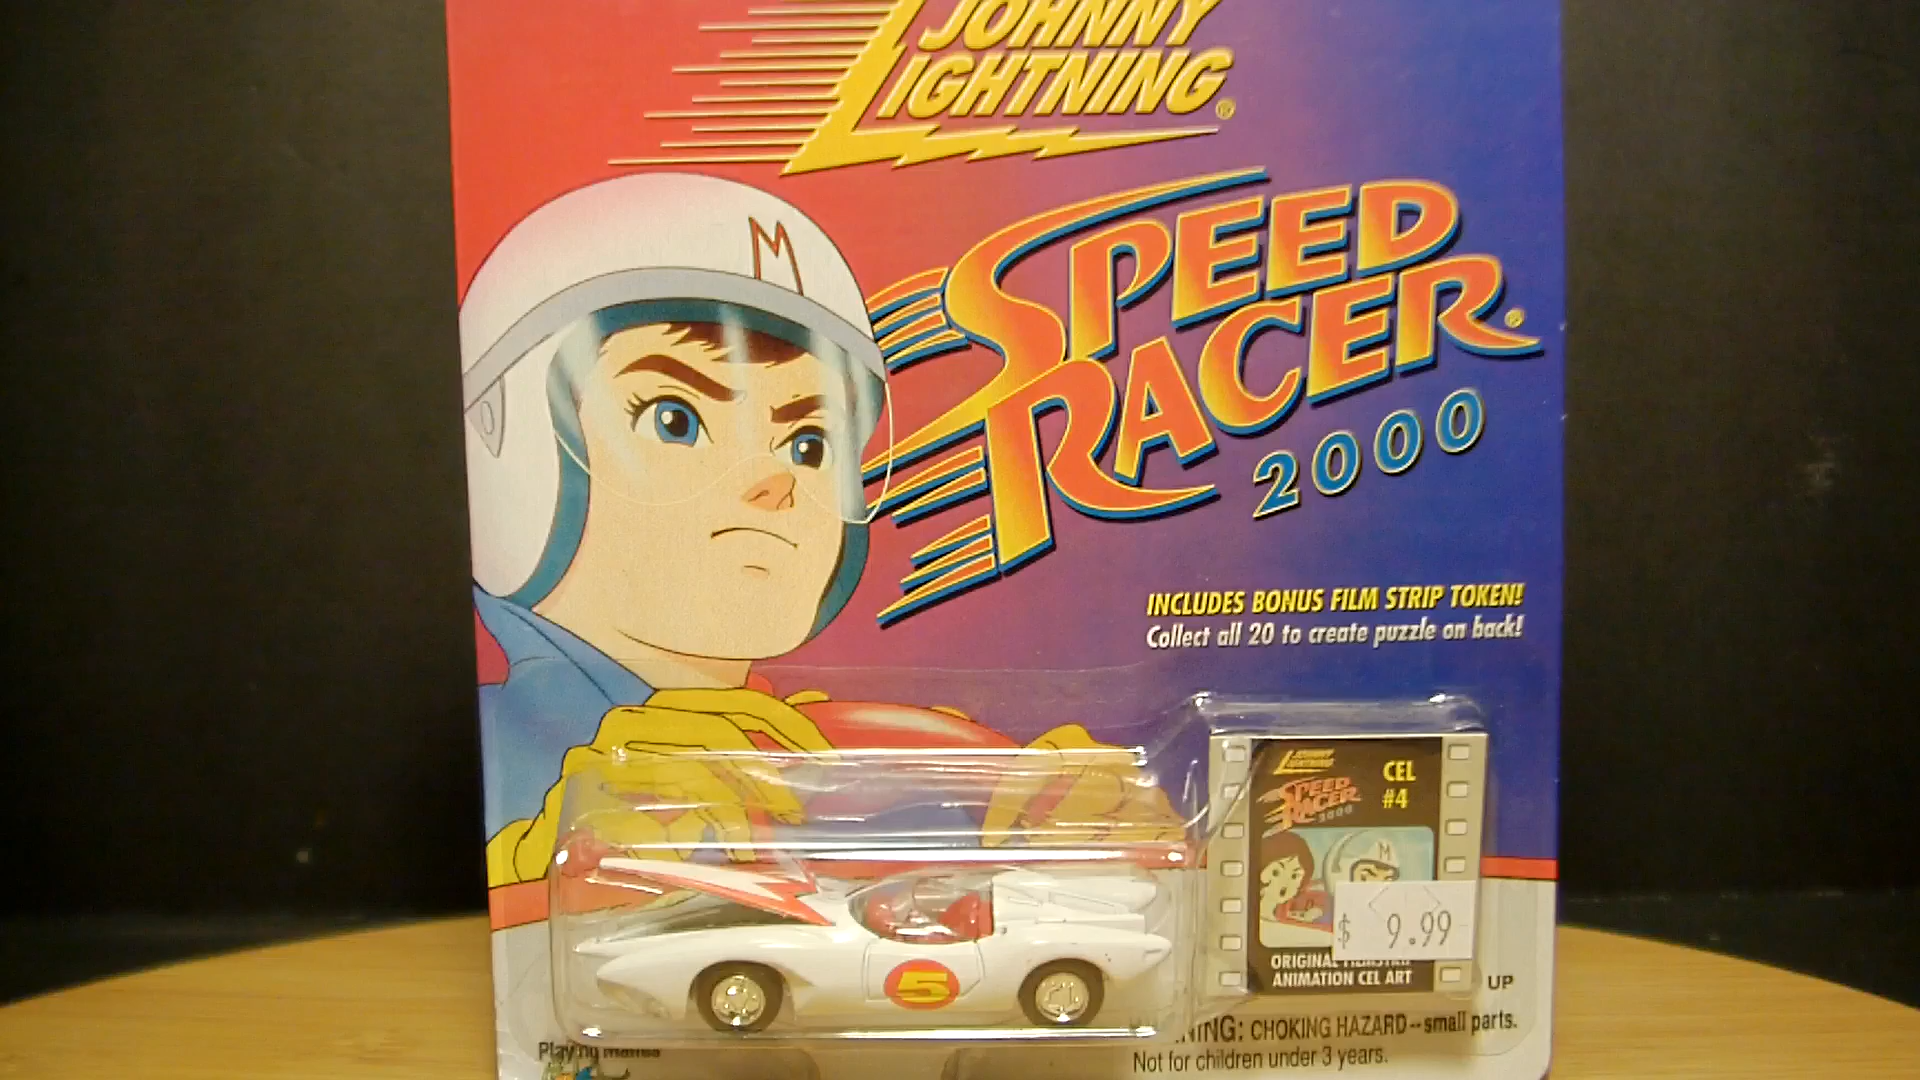 JOHNNY
LIGHTNING®
M
SPEED
RACER®
2000
INCLUDES BONUS FILM STRIP TOKEN!
Collect all 20 to create puzzle on back!
JOHNNY
LIGHTNING
CEL
#4
SPEED
RACER
2000
M
$ 9.99
5
ORIGINAL
ANIMATION CEL ART
UP
CHOKING HAZARD--small parts.
Not for children under 3 years.
Playing mantis